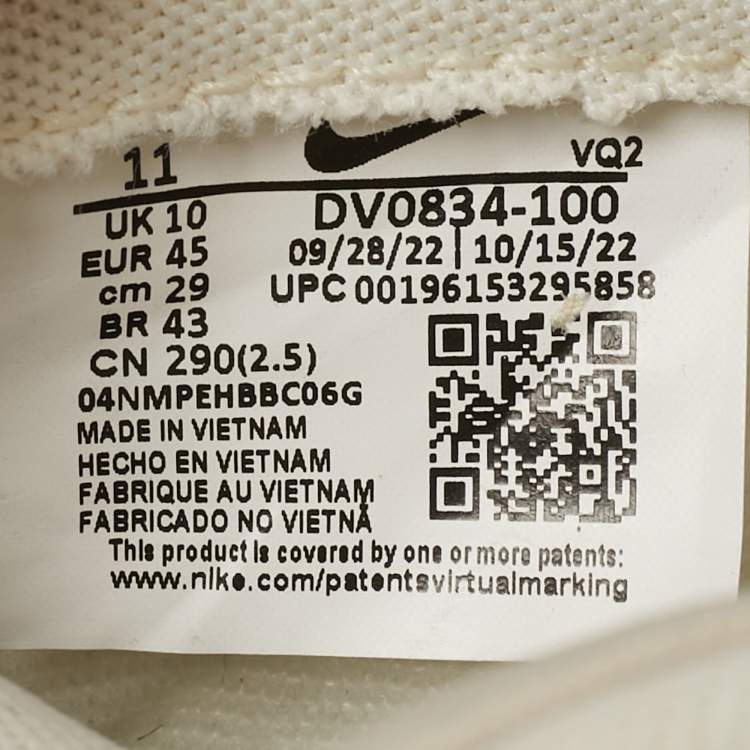 11
VQ2
UK 10
DV0834-100
EUR 45
09/28/22 | 10/15/22
cm 29
UPC 00196153295858
BR 43
CN 290(2.5)
04NMPEHBBC06G
MADE IN VIETNAM
HECHO EN VIETNAM
FABRIQUE AU VIETNAM
FABRICADO NO VIETNÃ
This product is covered by one or more patents:
www.nike.com/patentsvirtualmarking